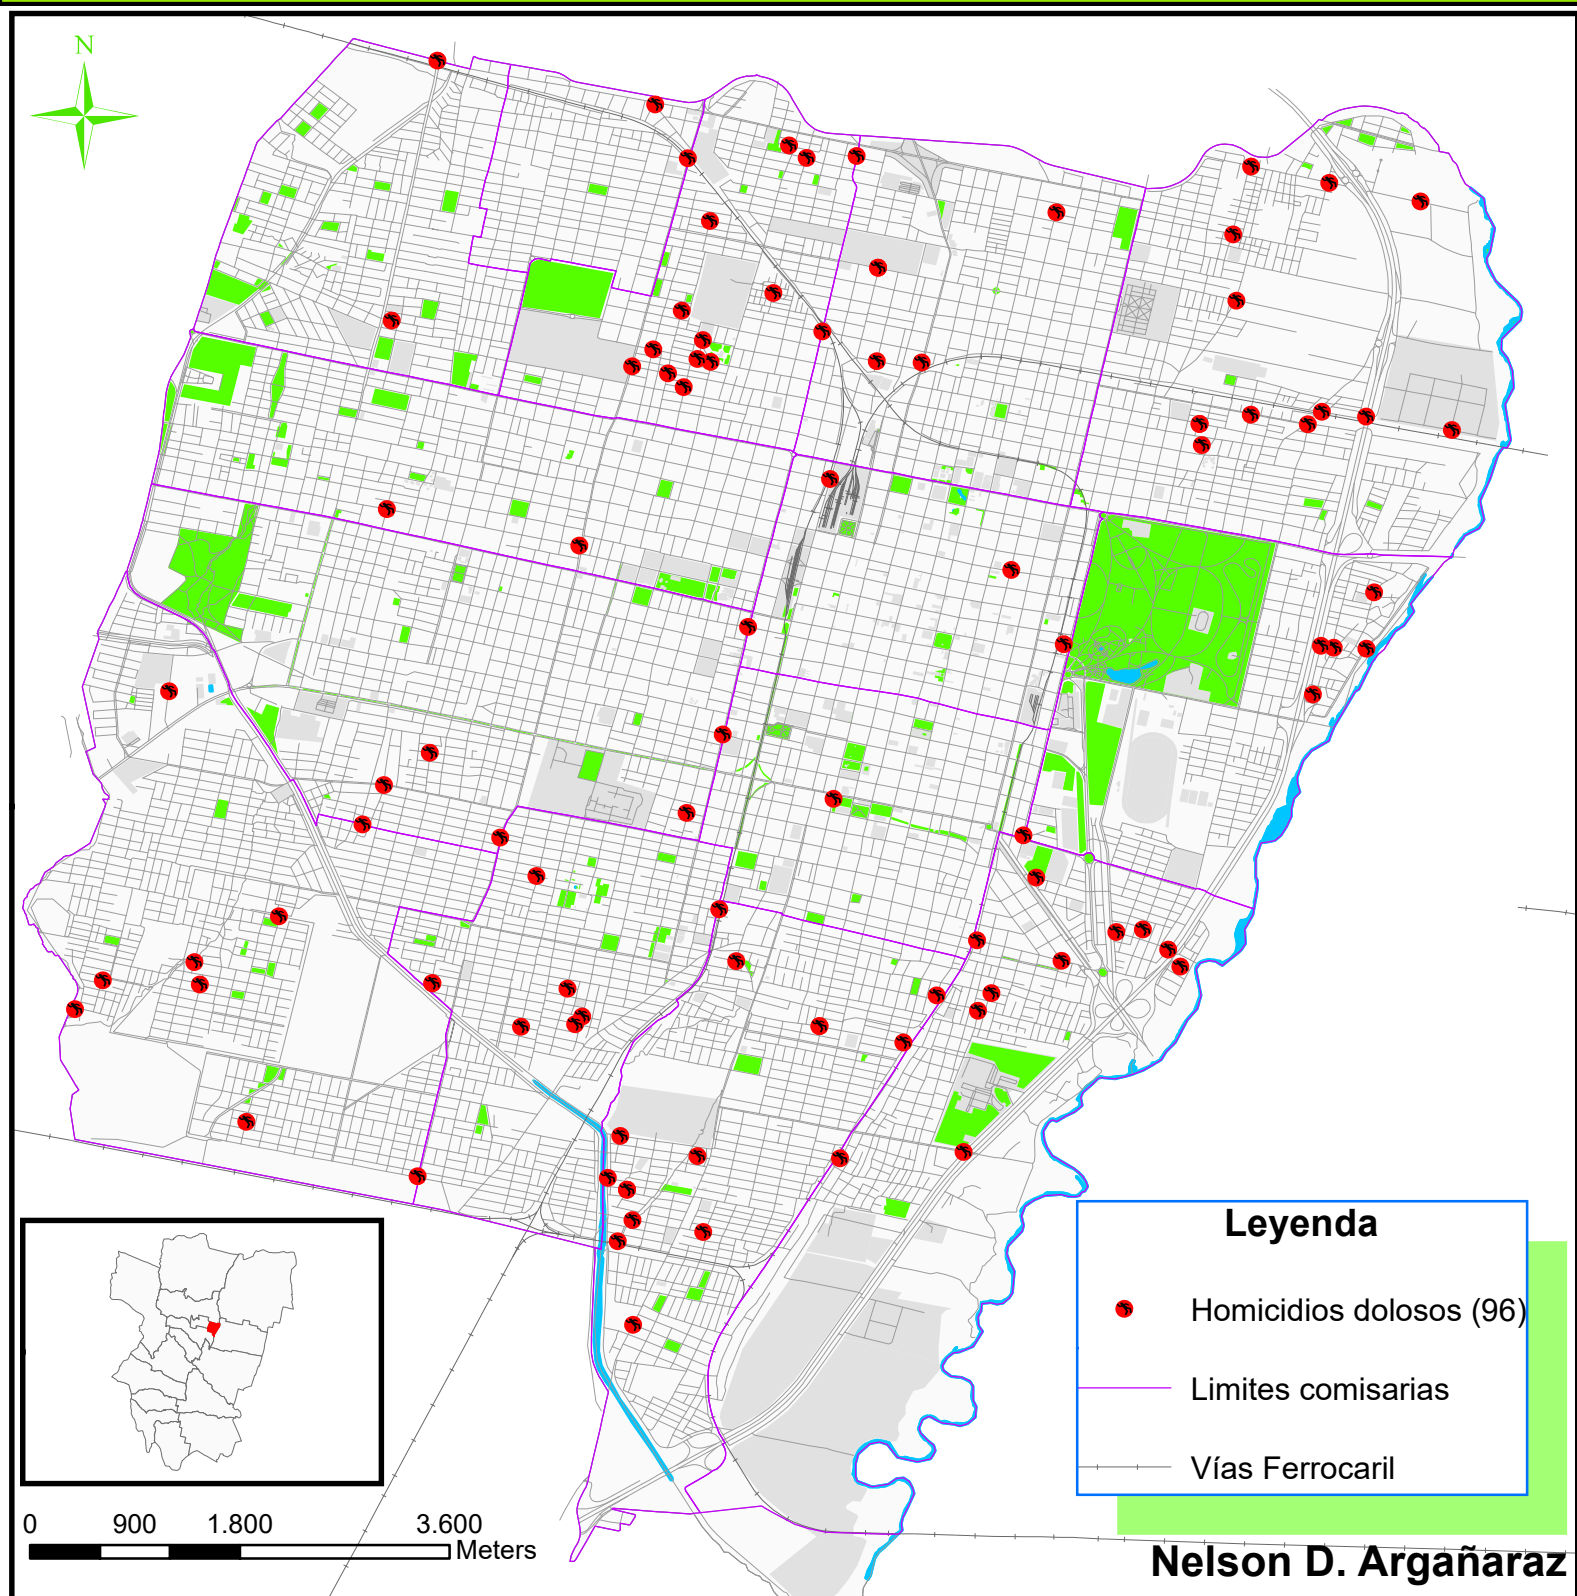 N
Leyenda
Homicidios dolosos (96)
Limites comisarias
Vías Ferrocaril
0 900 1.800 3.600
Meters
Nelson D. Argañaraz